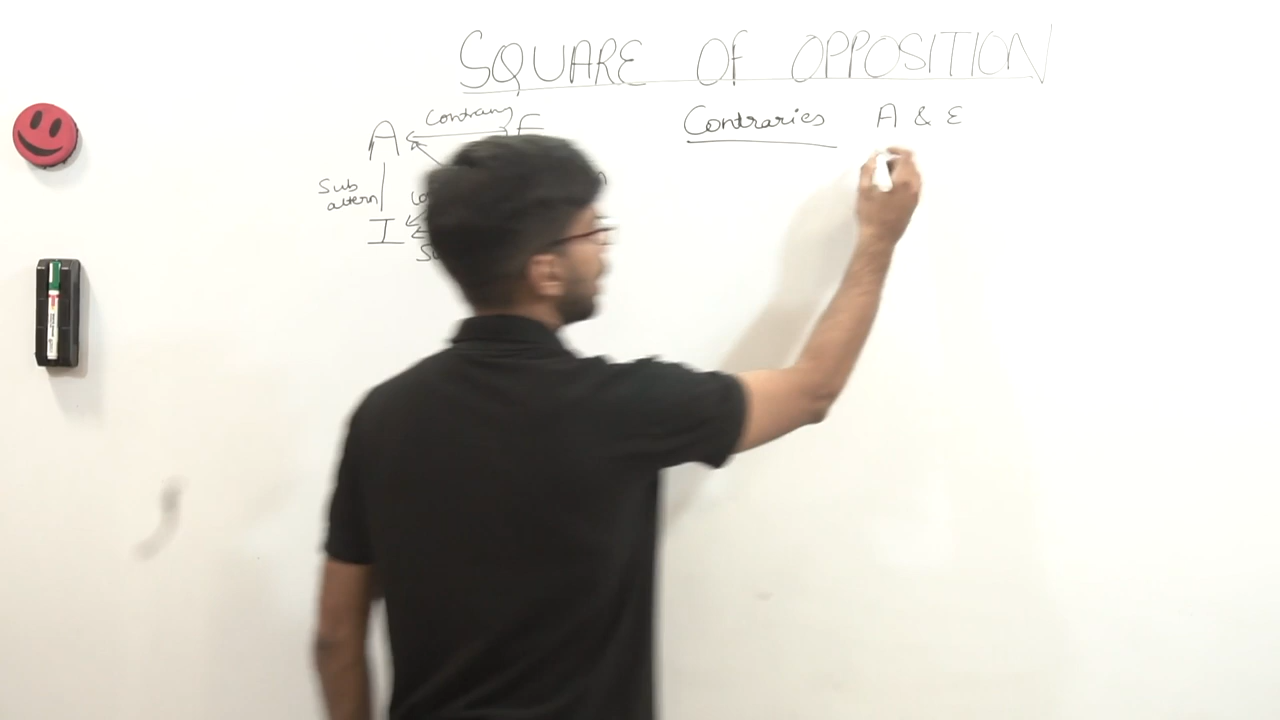 SQUARE OF OPPOSITION
Contrary
A E
Sub
altern
I
Contraries A & E